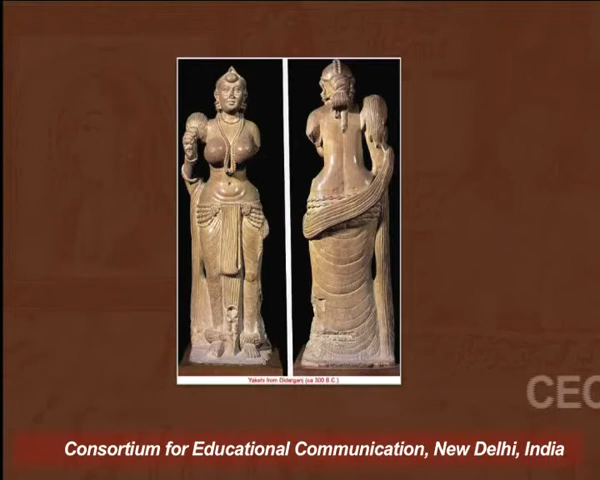 Yakshi from Didarganj (ca 300 B.C.)
CEC
Consortium for Educational Communication, New Delhi, India